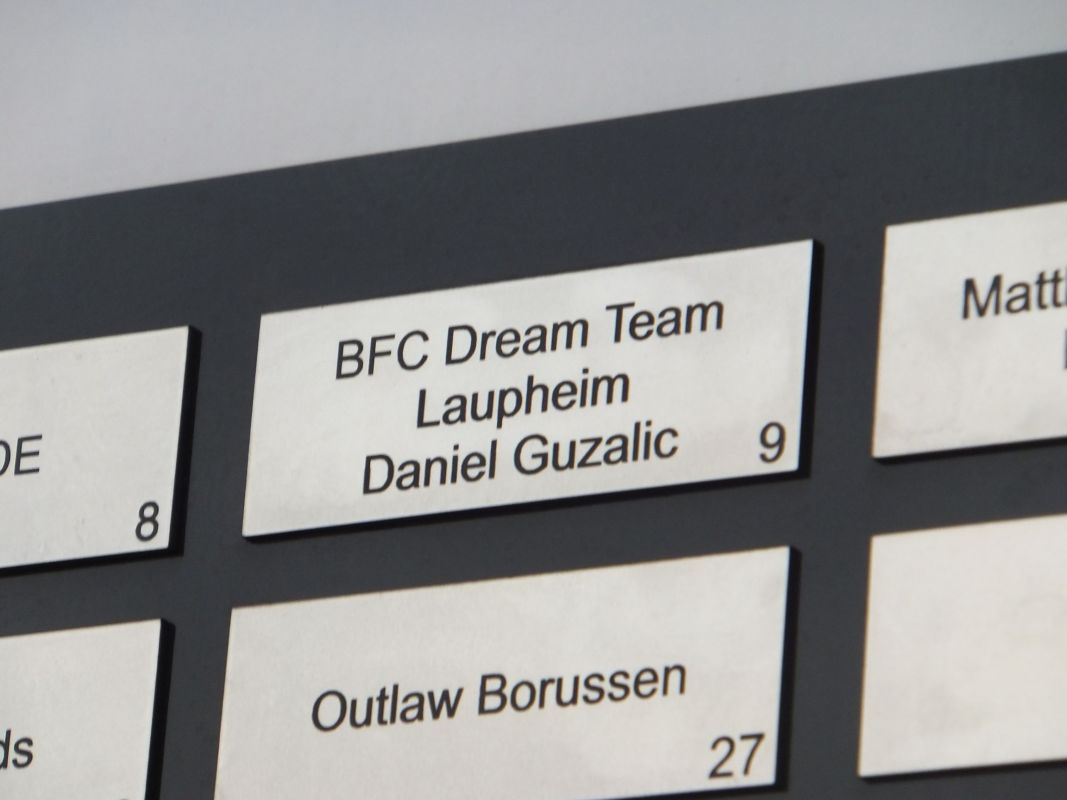 BFC Dream Team
Laupheim
Daniel Guzalic
9
8
Outlaw Borussen
27